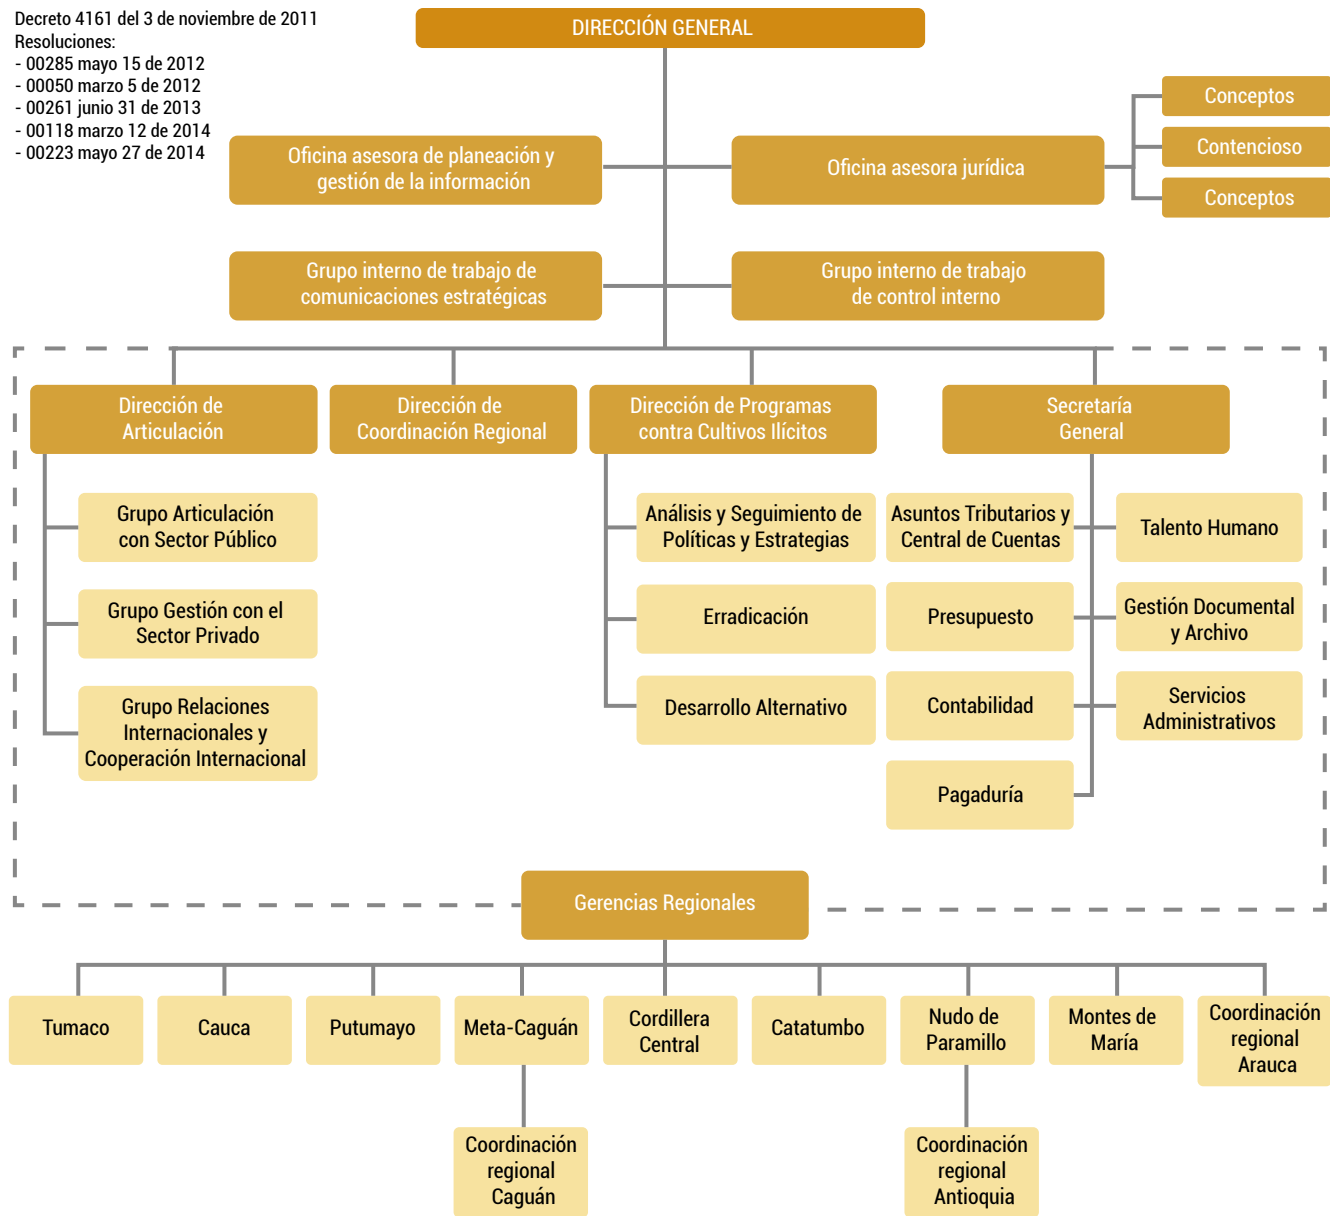 Decreto 4161 del 3 de noviembre de 2011
Resoluciones:
- 00285 mayo 15 de 2012
- 00050 marzo 5 de 2012
- 00261 junio 31 de 2013
- 00118 marzo 12 de 2014
- 00223 mayo 27 de 2014
DIRECCIÓN GENERAL
Oficina asesora de planeación y
gestión de la información
Oficina asesora jurídica
Conceptos
Contencioso
Conceptos
Grupo interno de trabajo de
comunicaciones estratégicas
Grupo interno de trabajo
de control interno
Dirección de
Articulación
Dirección de
Coordinación Regional
Dirección de Programas
contra Cultivos Ilícitos
Secretaría
General
Grupo Articulación
con Sector Público
Grupo Gestión con el
Sector Privado
Grupo Relaciones
Internacionales y
Cooperación Internacional
Análisis y Seguimiento de
Políticas y Estrategias
Erradicación
Desarrollo Alternativo
Asuntos Tributarios y
Central de Cuentas
Presupuesto
Contabilidad
Pagaduría
Talento Humano
Gestión Documental
y Archivo
Servicios
Administrativos
Gerencias Regionales
Tumaco
Cauca
Putumayo
Meta-Caguán
Cordillera
Central
Catatumbo
Nudo de
Paramillo
Montes de
María
Coordinación
regional
Arauca
Coordinación
regional
Caguán
Coordinación
regional
Antioquia